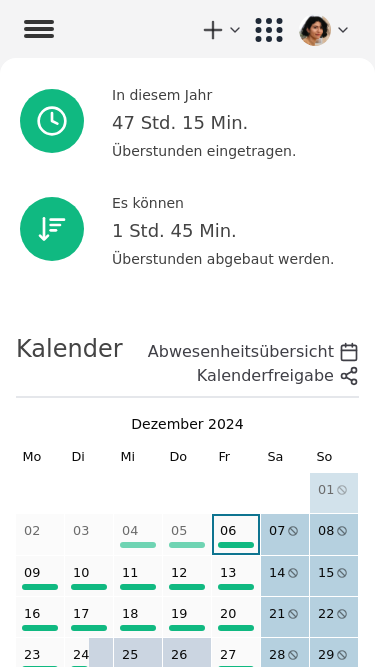 In diesem Jahr
47 Std. 15 Min.
Überstunden eingetragen.
Es können
1 Std. 45 Min.
Überstunden abgebaut werden.
Kalender
Abwesenheitsübersicht
Kalenderfreigabe
Dezember 2024
Mo Di Mi Do Fr Sa So
01
02 03 04 05 06 07 08
09 10 11 12 13 14 15
16 17 18 19 20 21 22
23 24 25 26 27 28 29